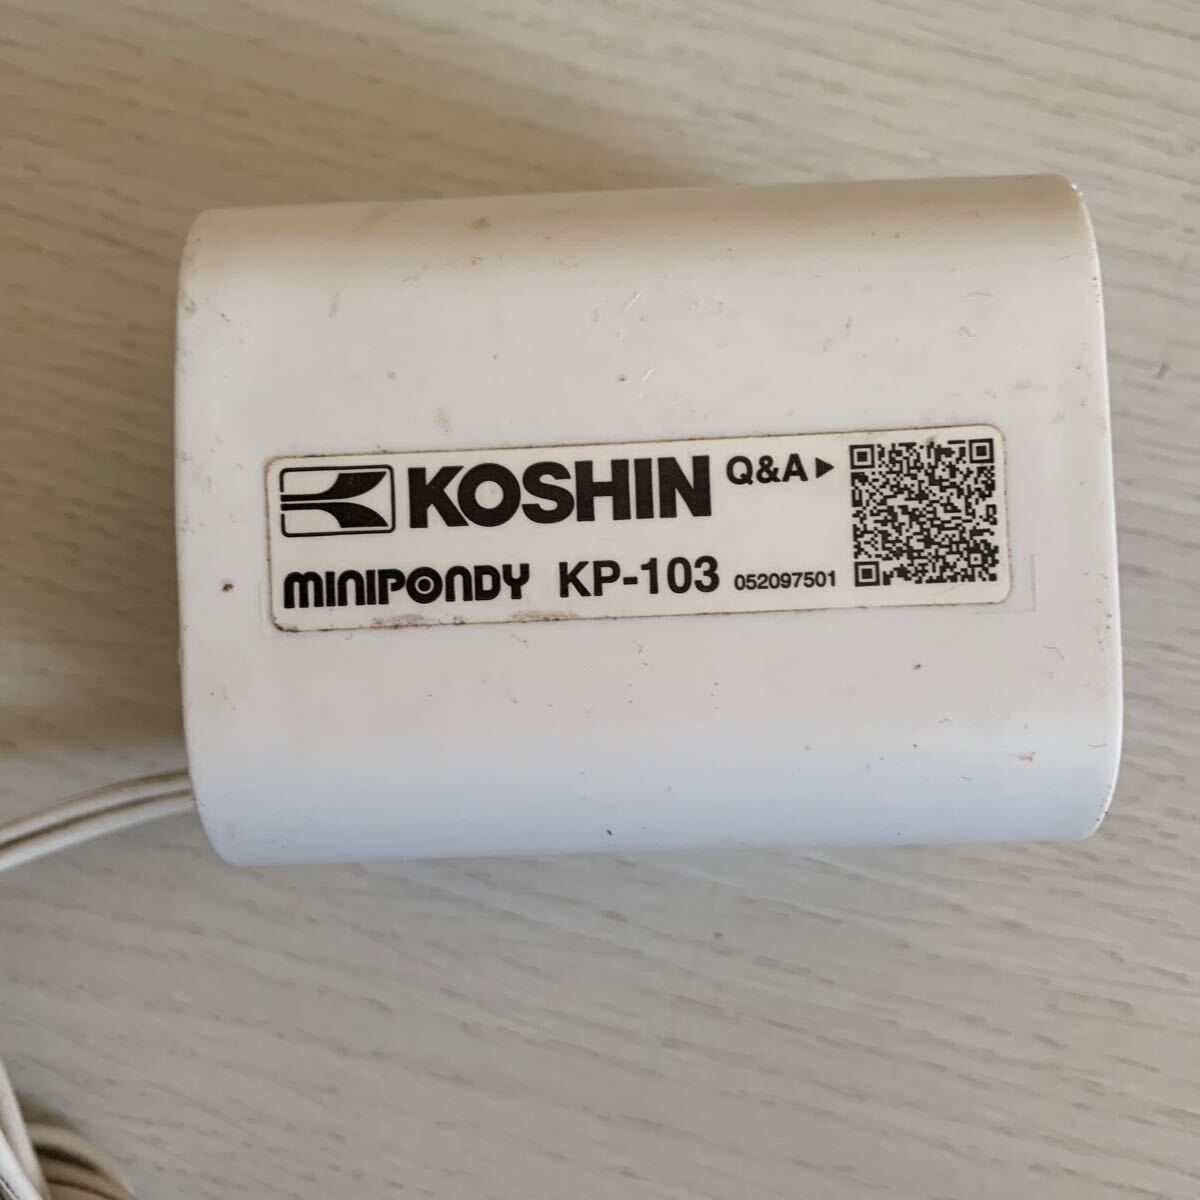 KOSHIN Q&A▶
MINIPONDY KP-103 052097501